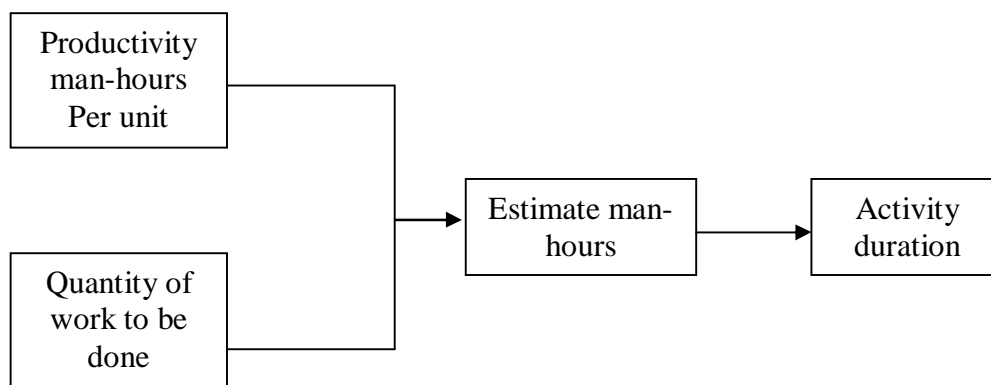 Productivity
man-hours
Per unit
Estimate man-
hours
Activity
duration
Quantity of
work to be
done